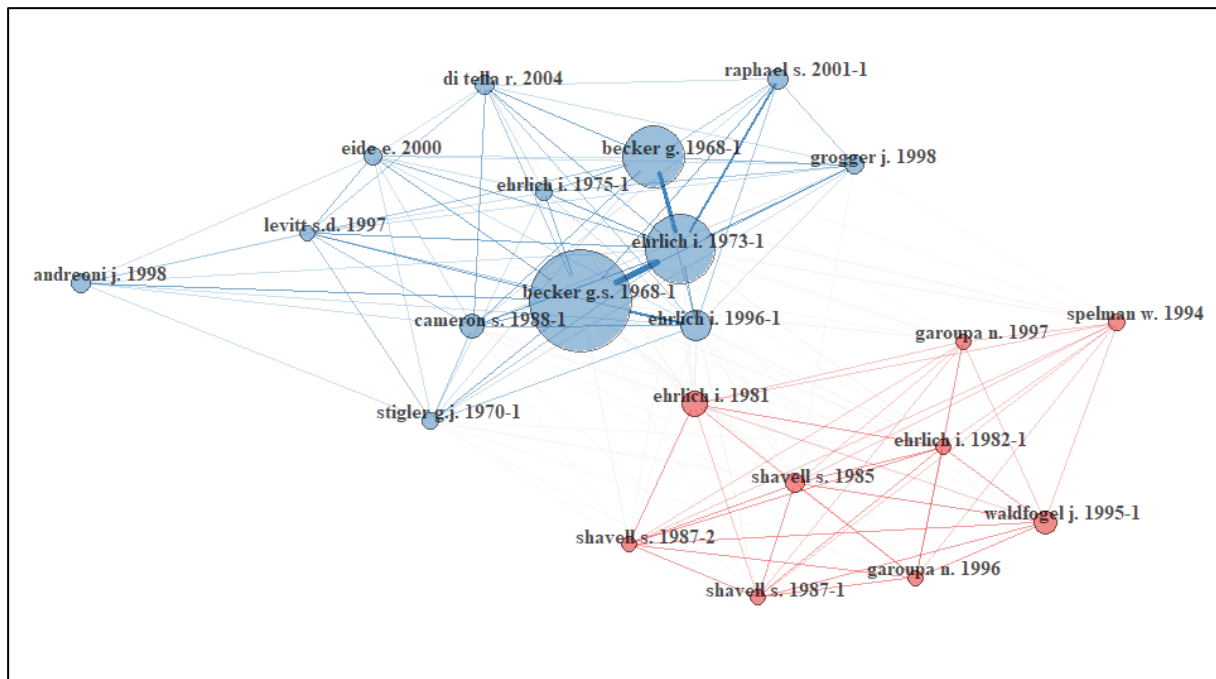 raphael s. 2001-1
di tella r. 2004
becker g. 1968-1
eide e. 2000
grogger j. 1998
ehrlich i. 1975-1
levitt s.d. 1997
ehrlich i. 1973-1
andreoni j. 1998
becker g.s. 1968-1
cameron s. 1988-1
ehrlich i. 1996-1
spelman w. 1994
garoupa n. 1997
ehrlich i. 1981
stigler g.j. 1970-1
ehrlich i. 1982-1
shavell s. 1985
waldfogel j. 1995-1
shavell s. 1987-2
garoupa n. 1996
shavell s. 1987-1